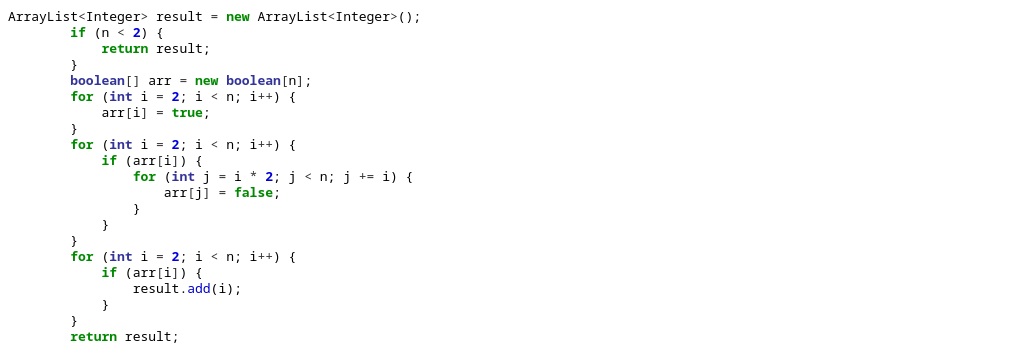 ArrayList<Integer> result = new ArrayList<Integer>();
        if (n < 2) {
            return result;
        }
        boolean[] arr = new boolean[n];
        for (int i = 2; i < n; i++) {
            arr[i] = true;
        }
        for (int i = 2; i < n; i++) {
            if (arr[i]) {
                for (int j = i * 2; j < n; j += i) {
                    arr[j] = false;
                }
            }
        }
        for (int i = 2; i < n; i++) {
            if (arr[i]) {
                result.add(i);
            }
        }
        return result;